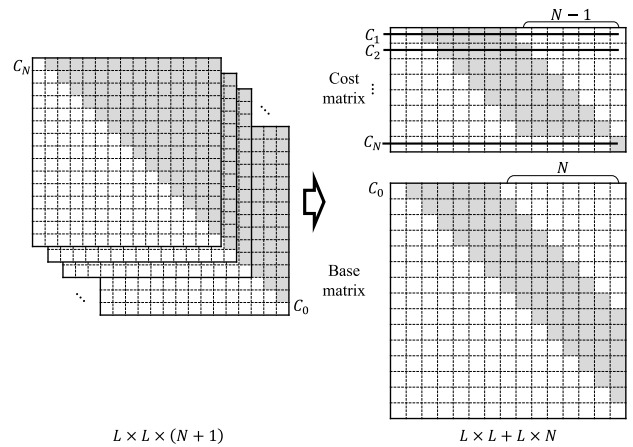 C_N
⋱
⋱
C_0
L × L × (N + 1)
N − 1
C_1
C_2
Cost
matrix
⋮
C_N
N
C_0
Base
matrix
L × L + L × N